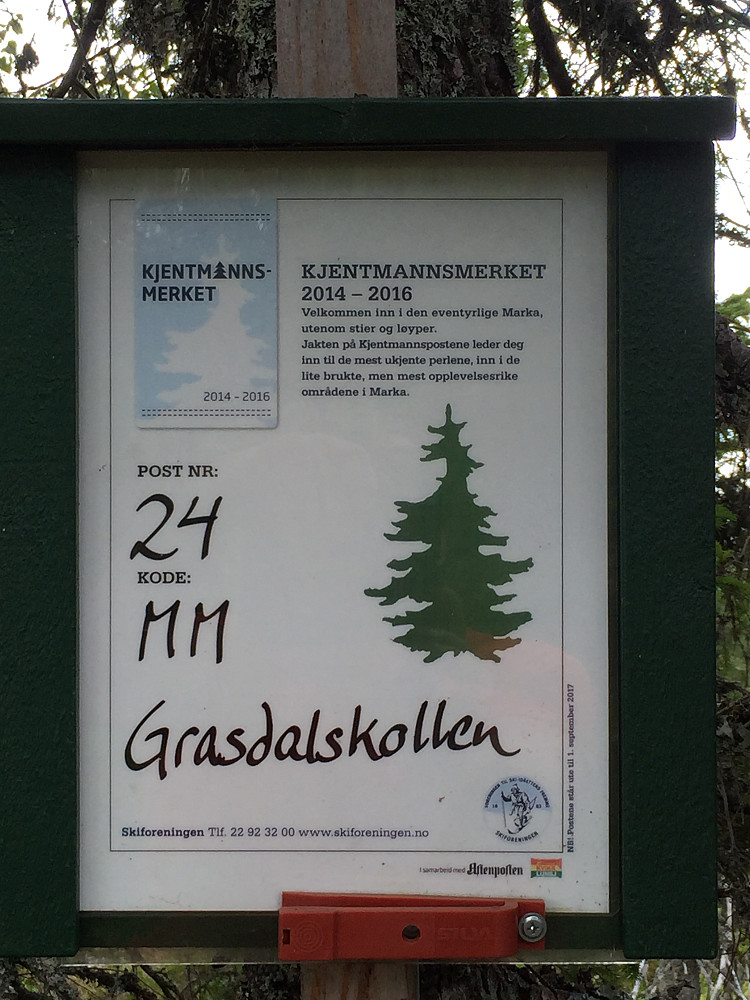 KJENTMANNS-
MERKET
2014 - 2016
KJENTMANNSMERKET
2014 – 2016
Velkommen inn i den eventyrlige Marka,
utenom stier og løyper.
Jakten på Kjentmannspostene leder deg
inn til de mest ukjente perlene, inn i de
lite brukte, men mest opplevelsesrike
områdene i Marka.
POST NR:
24
KODE:
MM
Grasdalskollen
NB! Postene står ute til 1. september 2017
SKIFORENINGEN
Skiforeningen Tlf. 22 92 32 00 www.skiforeningen.no
I samarbeid med Aftenposten
SILVA